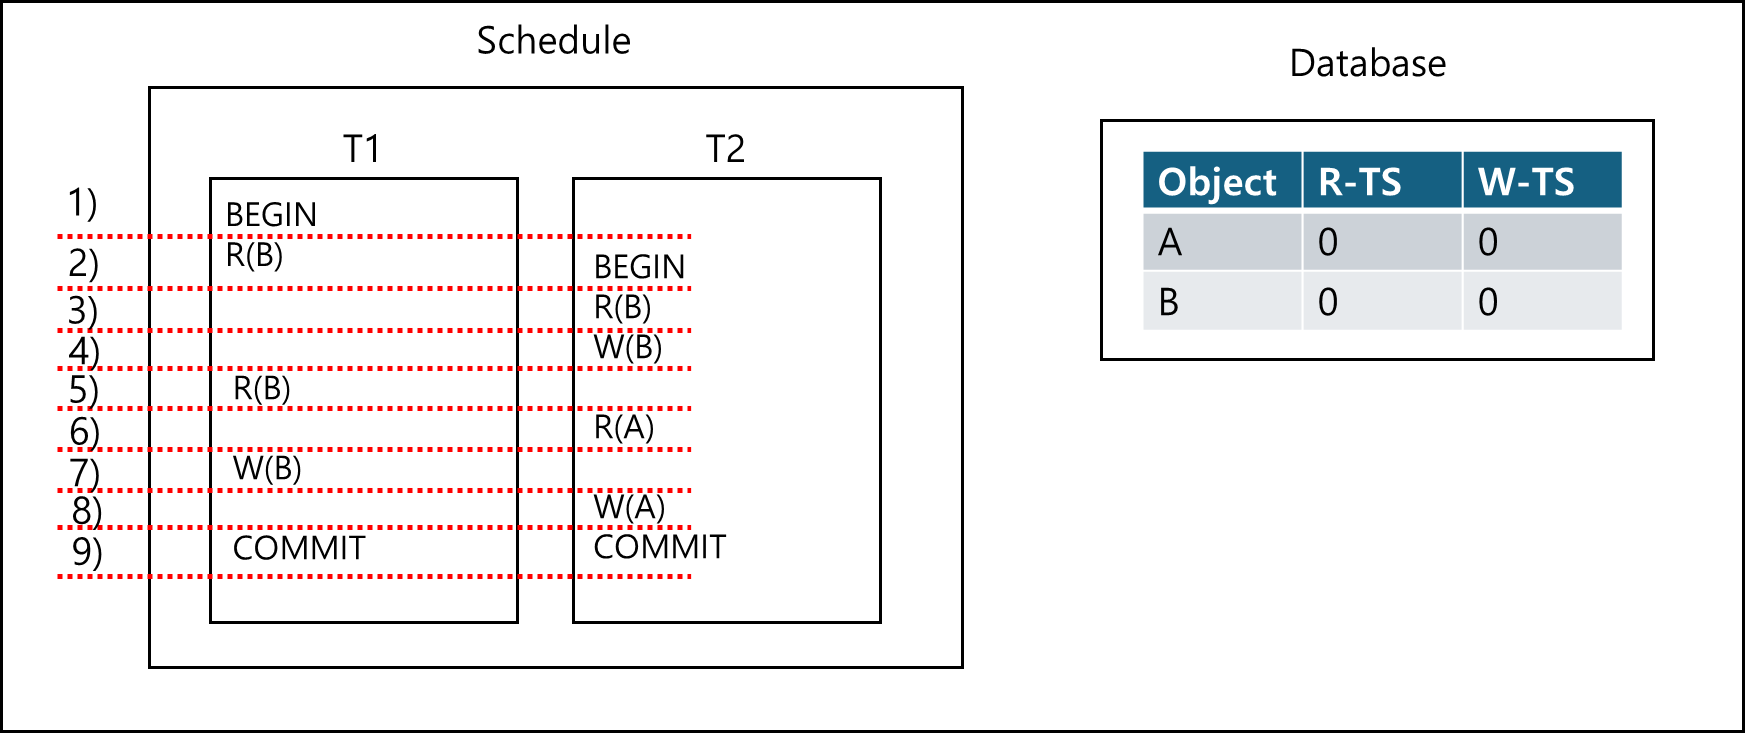 Schedule
Database
T1 T2
1) BEGIN
2) R(B) BEGIN
3) R(B)
4) W(B)
5) R(B)
6) R(A)
7) W(B)
8) W(A)
9) COMMIT COMMIT
Object R-TS W-TS
A 0 0
B 0 0